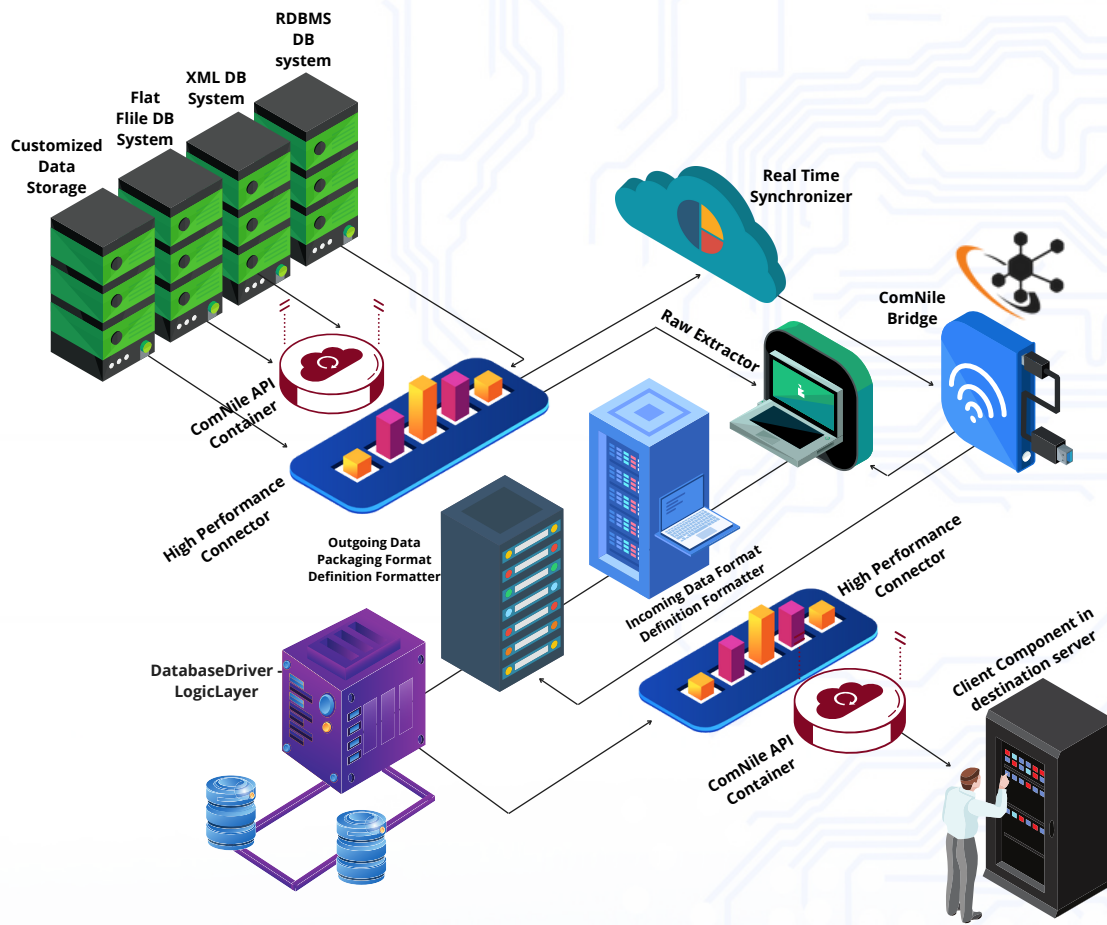 RDBMS
DB
system
XML DB
System
Flat
Flile DB
System
Customized
Data
Storage
Real Time
Synchronizer
ComNile
Bridge
Raw Extractor
ComNile API
Container
High Performance
Connector
Outgoing Data
Packaging Format
Definition Formatter
Incoming Data Format
Definition Formatter
High Performance
Connector
DatabaseDriver -
LogicLayer
Client Component in
destination server
ComNile API
Container